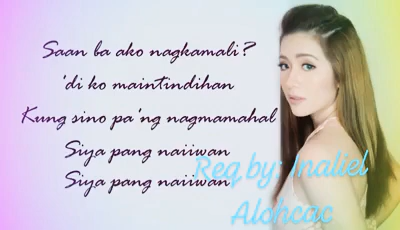 Saan ba ako nagkamali?
'di ko maintindihan
Kung sino pa'ng nagmamahal
Siya pang naiiwan
Siya pang naiiwan
Req by; Inaliel
Alohcac